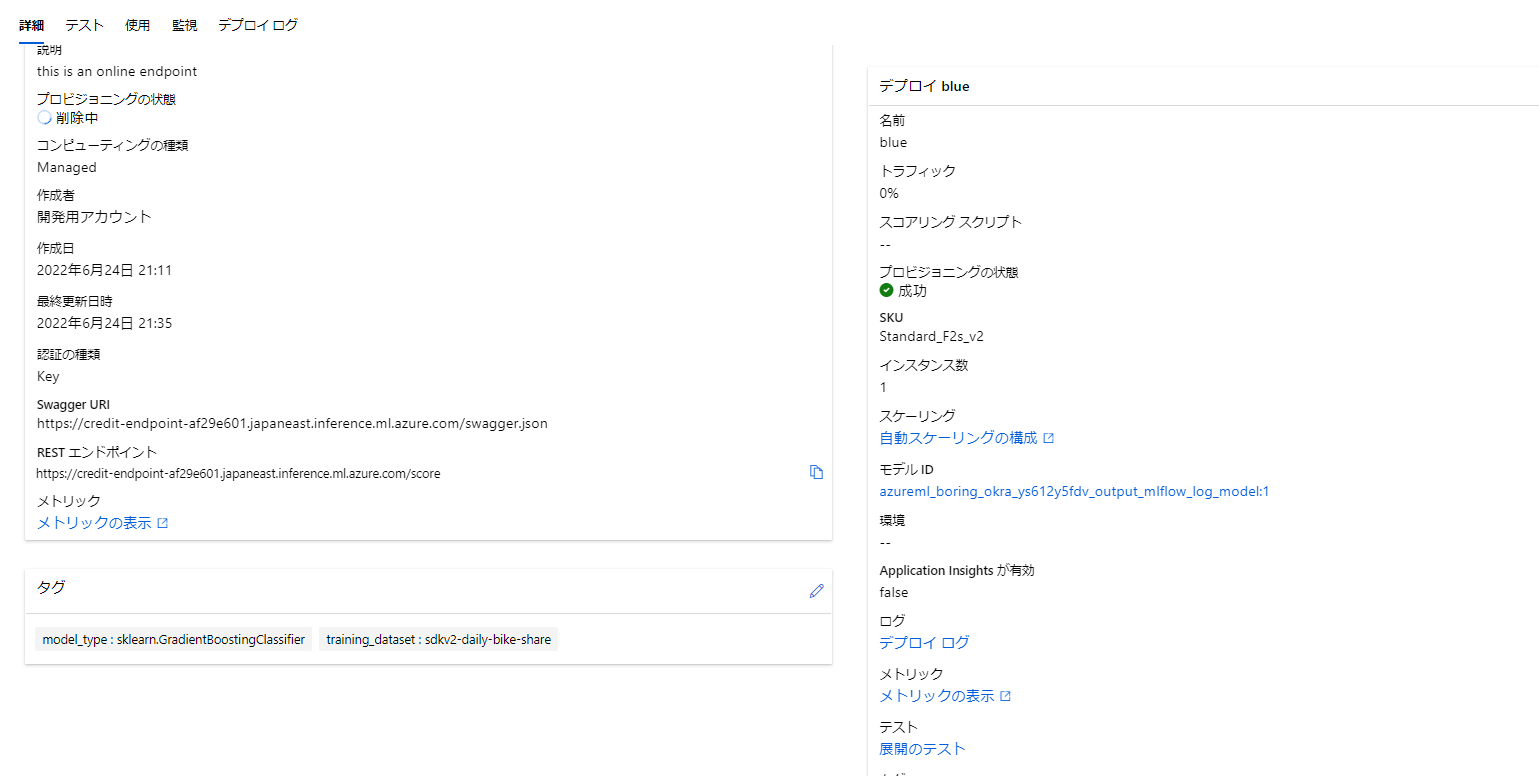 詳細 テスト 使用 監視 デプロイ ログ
説明
this is an online endpoint
プロビジョニングの状態
削除中
コンピューティングの種類
Managed
作成者
開発用アカウント
作成日
2022年6月24日 21:11
最終更新日時
2022年6月24日 21:35
認証の種類
Key
Swagger URI
https://credit-endpoint-af29e601.japaneast.inference.ml.azure.com/swagger.json
REST エンドポイント
https://credit-endpoint-af29e601.japaneast.inference.ml.azure.com/score
メトリック
メトリックの表示
タグ
model_type : sklearn.GradientBoostingClassifier training_dataset : sdkv2-daily-bike-share
デプロイ blue
名前
blue
トラフィック
0%
スコアリング スクリプト
--
プロビジョニングの状態
成功
SKU
Standard_F2s_v2
インスタンス数
1
スケーリング
自動スケーリングの構成
モデル ID
azureml_boring_okra_ys612y5fdv_output_mlflow_log_model:1
環境
--
Application Insights が有効
false
ログ
デプロイ ログ
メトリック
メトリックの表示
テスト
展開のテスト